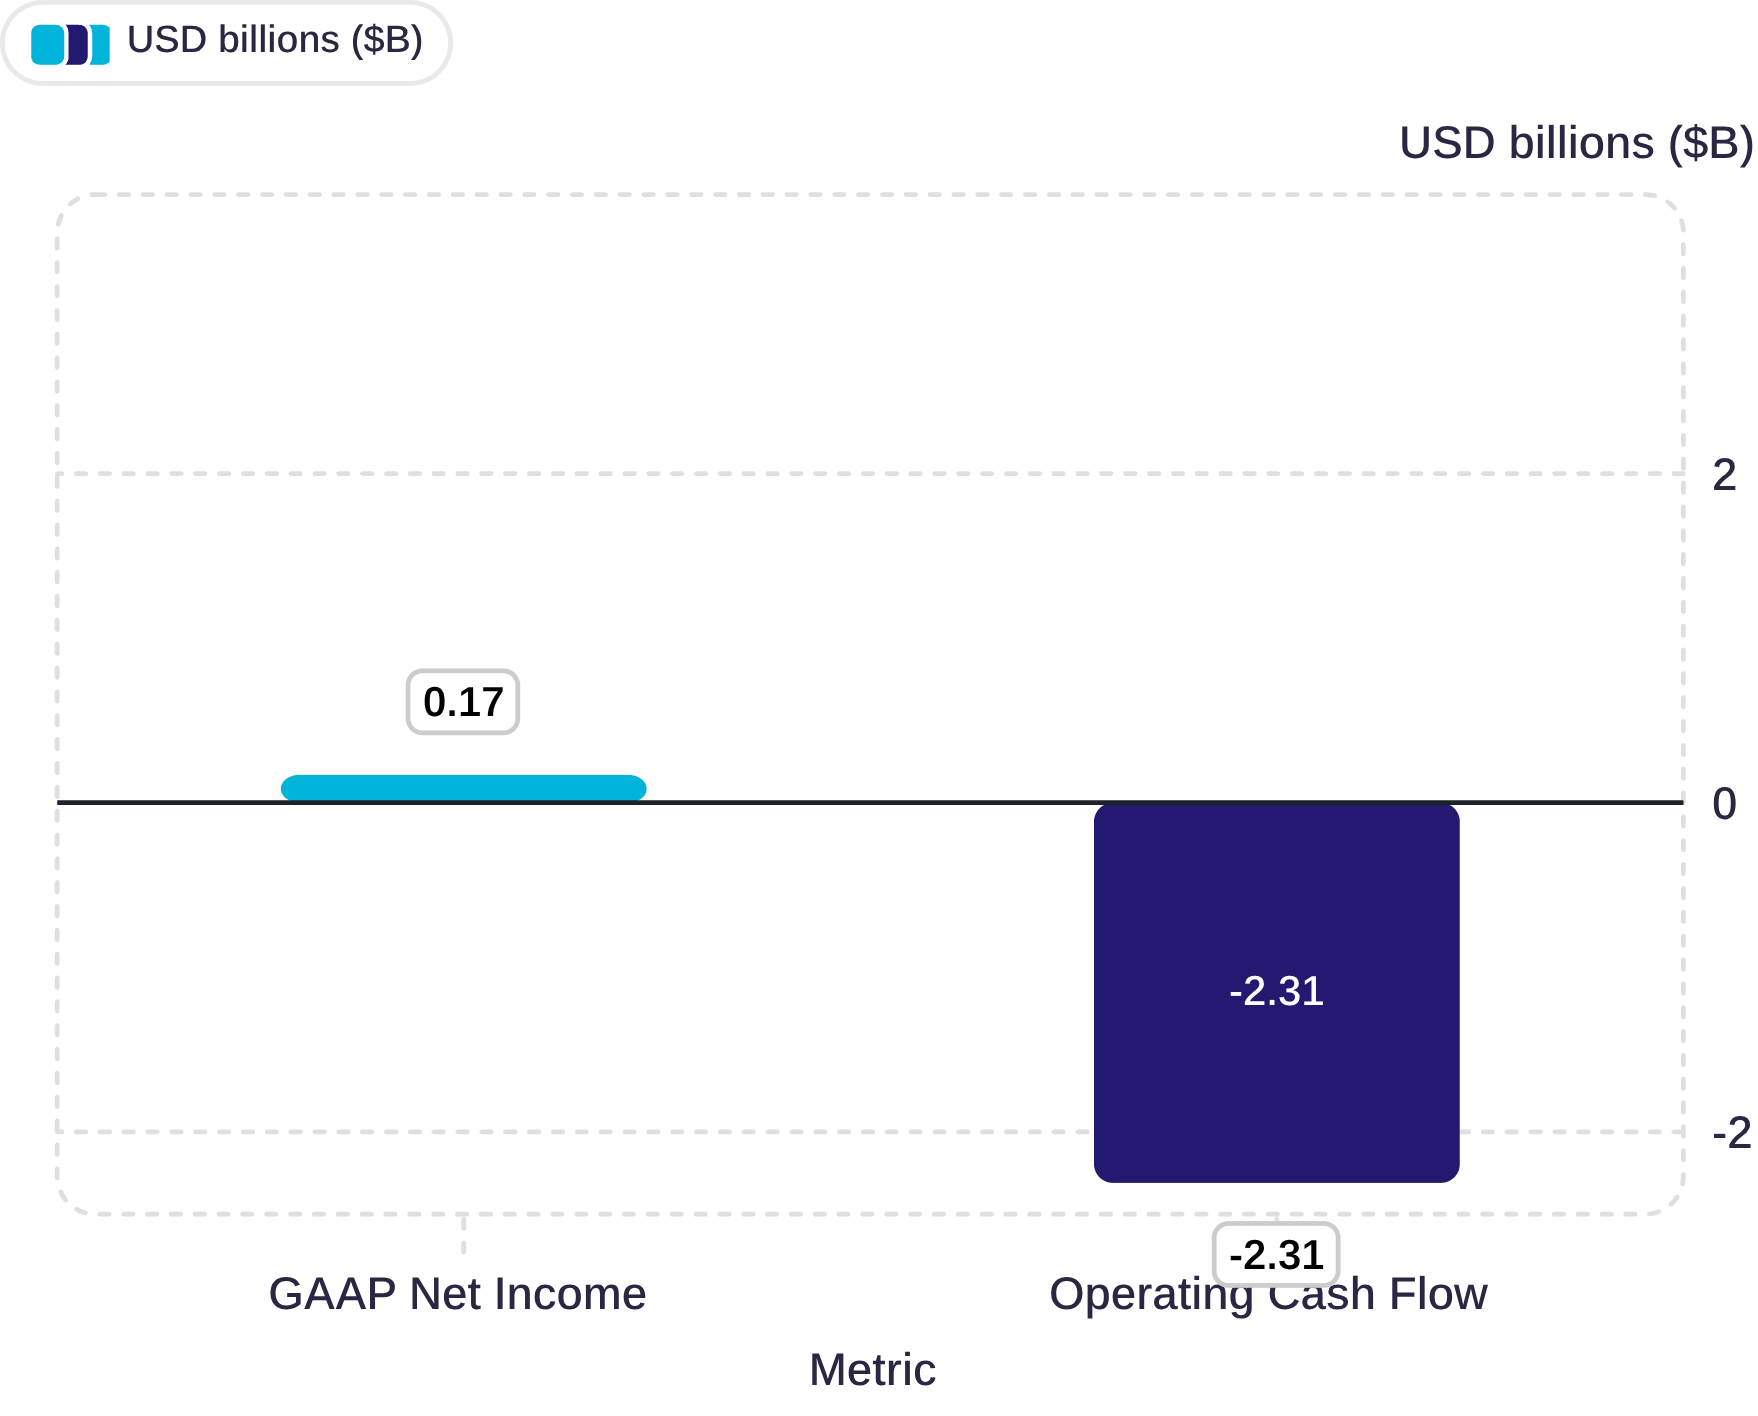 USD billions ($B)
USD billions ($B)
2
0.17
0
-2.31
-2
-2.31
GAAP Net Income
Operating Cash Flow
Metric